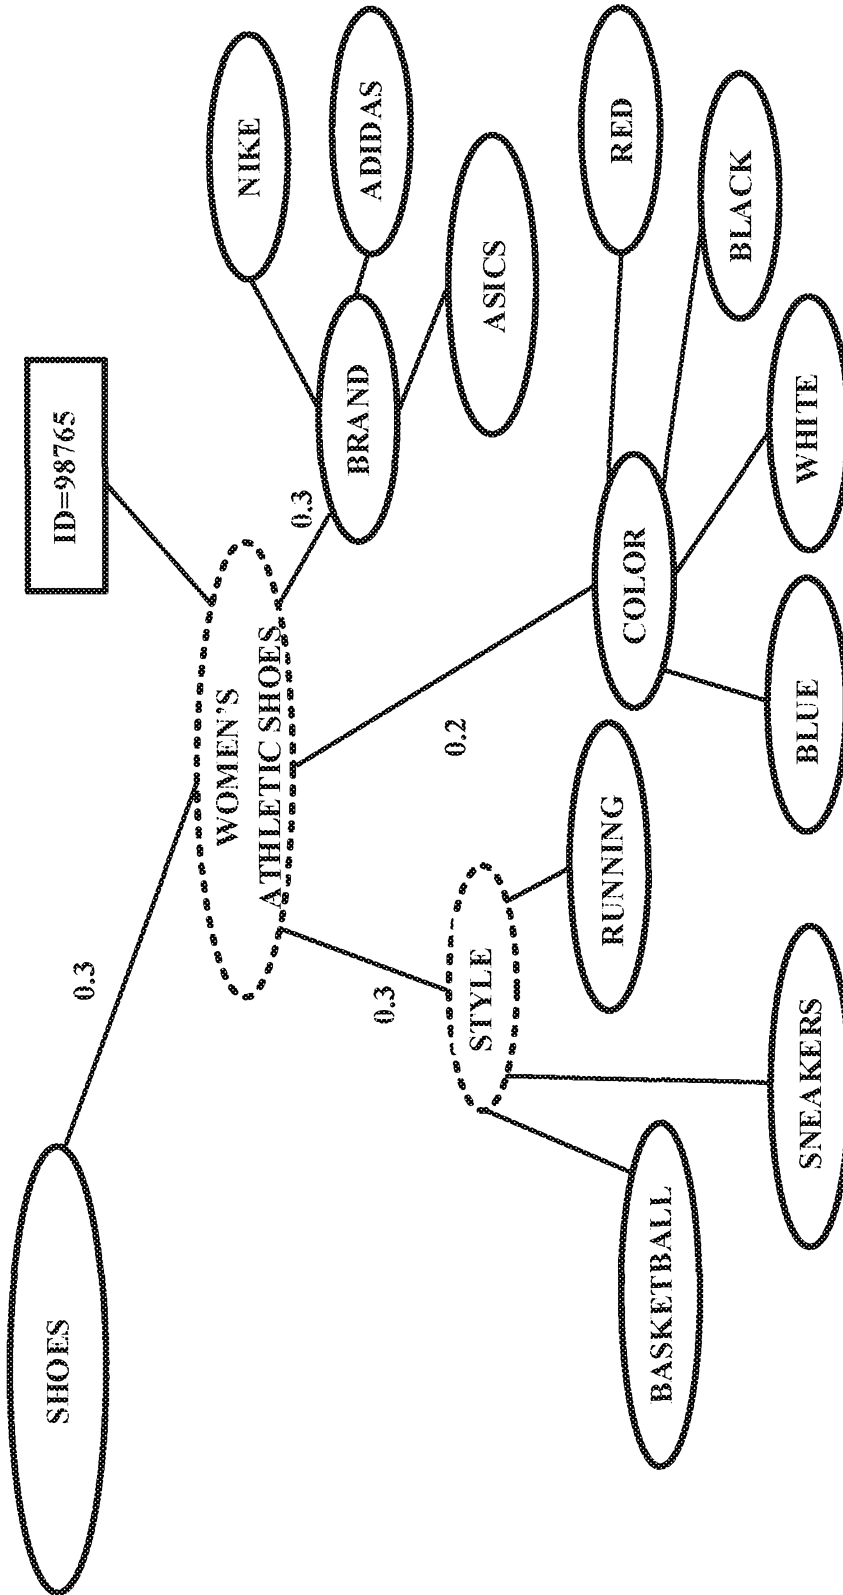 SHOES
0.3
ID=98765
WOMEN'S
ATHLETIC SHOES
0.3
NIKE
BRAND
ADIDAS
0.3
ASICS
STYLE
0.2
COLOR
RED
BASKETBALL
RUNNING
BLACK
SNEAKERS
BLUE
WHITE